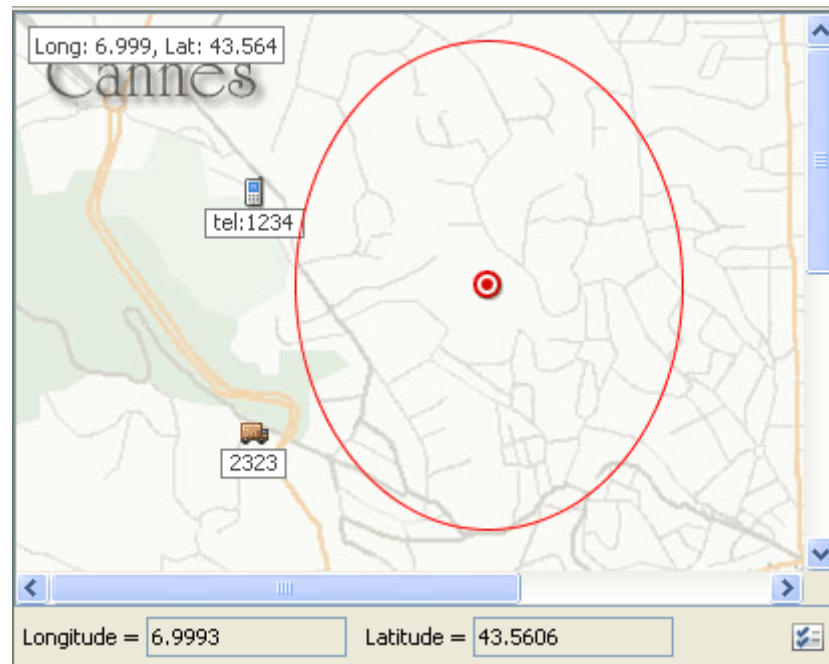 Long: 6.999, Lat: 43.564
Cannes
tel:1234
2323
Longitude = 6.9993 Latitude = 43.5606